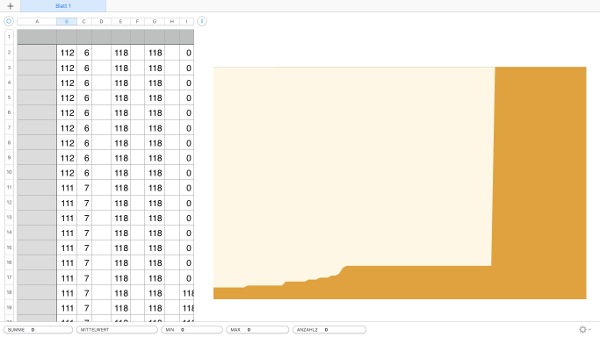 + Blatt 1
A B C D E F G H I
1
2 112 6 118 118 0
3 112 6 118 118 0
4 112 6 118 118 0
5 112 6 118 118 0
6 112 6 118 118 0
7 112 6 118 118 0
8 112 6 118 118 0
9 112 6 118 118 0
10 112 6 118 118 0
11 111 7 118 118 0
12 111 7 118 118 0
13 111 7 118 118 0
14 111 7 118 118 0
15 111 7 118 118 0
16 111 7 118 118 0
17 111 7 118 118 0
18 111 7 118 118 118
19 111 7 118 118 118
SUMME 0 MITTELWERT MIN 0 MAX 0 ANZAHL2 0